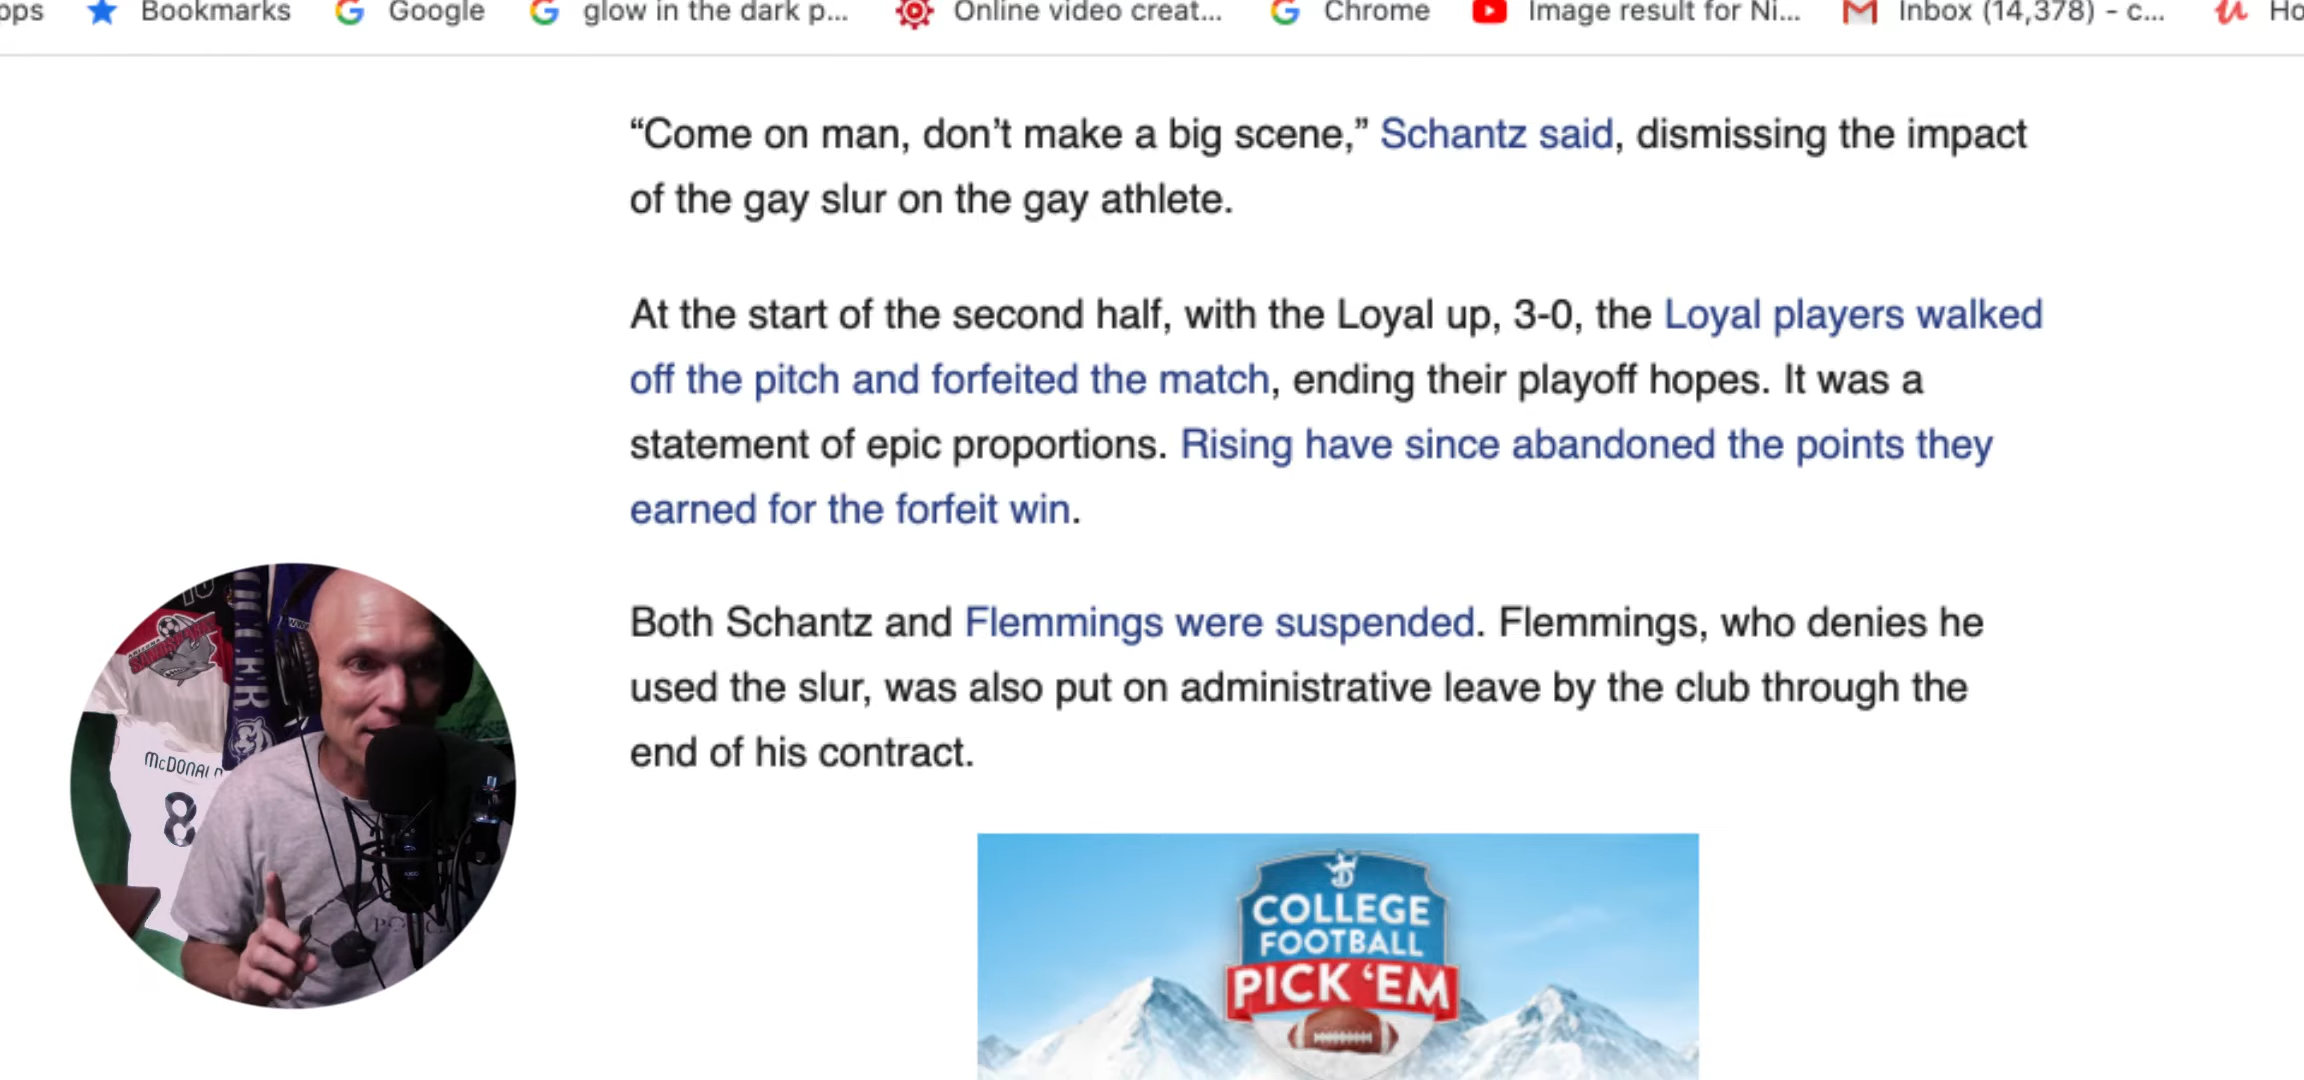 Bookmarks Google glow in the dark p... Online video creat... Chrome Image result for Ni... Inbox (14,378) - c...
“Come on man, don’t make a big scene,” Schantz said, dismissing the impact
of the gay slur on the gay athlete.
At the start of the second half, with the Loyal up, 3-0, the Loyal players walked
off the pitch and forfeited the match, ending their playoff hopes. It was a
statement of epic proportions. Rising have since abandoned the points they
earned for the forfeit win.
Both Schantz and Flemmings were suspended. Flemmings, who denies he
used the slur, was also put on administrative leave by the club through the
end of his contract.
McDONAL
8
COLLEGE
FOOTBALL
PICK ‘EM